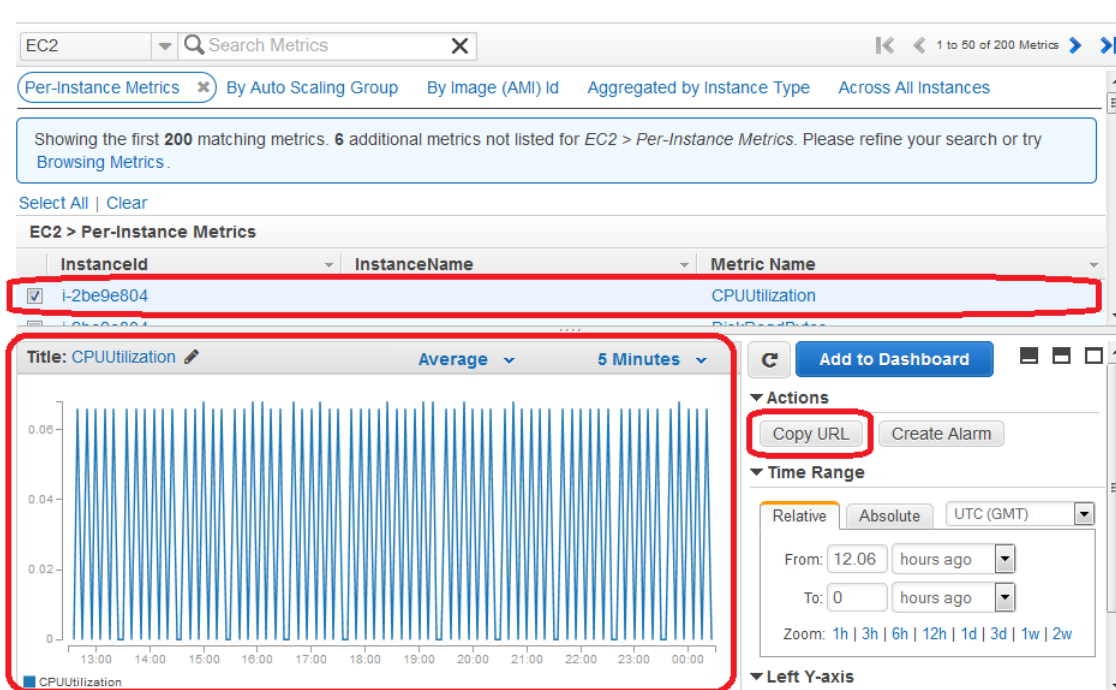 EC2 Search Metrics 1 to 50 of 200 Metrics
Per-Instance Metrics By Auto Scaling Group By Image (AMI) Id Aggregated by Instance Type Across All Instances
Showing the first 200 matching metrics. 6 additional metrics not listed for EC2 > Per-Instance Metrics. Please refine your search or try
Browsing Metrics.
Select All | Clear
EC2 > Per-Instance Metrics
InstanceId InstanceName Metric Name
i-2be9e804 CPUUtilization
Title: CPUUtilization Average 5 Minutes
0.06
0.04
0.02
0
13:00 14:00 15:00 16:00 17:00 18:00 19:00 20:00 21:00 22:00 23:00 00:00
CPUUtilization
Add to Dashboard
Actions
Copy URL Create Alarm
Time Range
Relative Absolute UTC (GMT)
From: 12.06 hours ago
To: 0 hours ago
Zoom: 1h | 3h | 6h | 12h | 1d | 3d | 1w | 2w
Left Y-axis